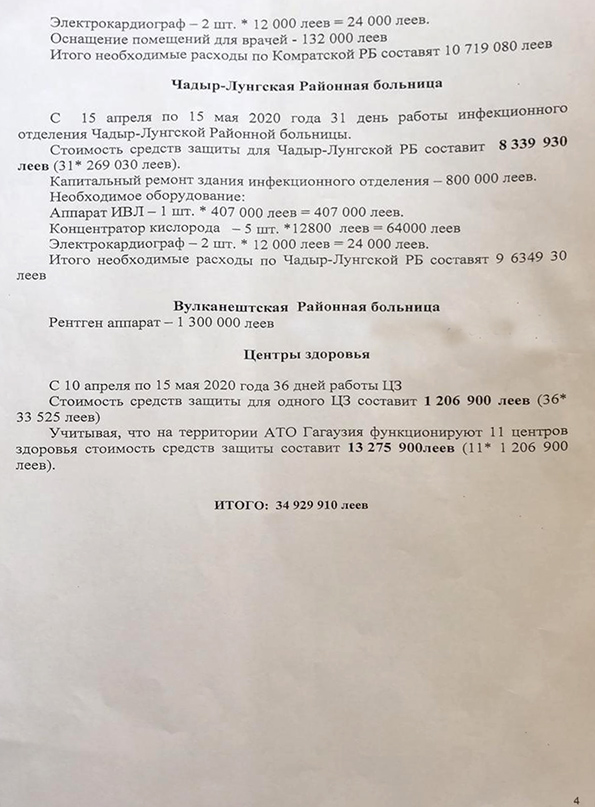 Электрокардиограф – 2 шт. * 12 000 леев = 24 000 леев.
Оснащение помещений для врачей - 132 000 леев
Итого необходимые расходы по Комратской РБ составят 10 719 080 леев
Чадыр-Лунгская Районная больница
С 15 апреля по 15 мая 2020 года 31 день работы инфекционного
отделения Чадыр-Лунгской Районной больницы.
Стоимость средств защиты для Чадыр-Лунгской РБ составит 8 339 930
леев (31* 269 030 леев).
Капитальный ремонт здания инфекционного отделения – 800 000 леев.
Необходимое оборудование:
Аппарат ИВЛ – 1 шт. * 407 000 леев = 407 000 леев.
Концентратор кислорода – 5 шт. *12800 леев = 64000 леев
Электрокардиограф – 2 шт. * 12 000 леев = 24 000 леев.
Итого необходимые расходы по Чадыр-Лунгской РБ составят 9 6349 30
леев
Вулканештская Районная больница
Рентген аппарат – 1 300 000 леев
Центры здоровья
С 10 апреля по 15 мая 2020 года 36 дней работы ЦЗ
Стоимость средств защиты для одного ЦЗ составит 1 206 900 леев (36*
33 525 леев)
Учитывая, что на территории АТО Гагаузия функционируют 11 центров
здоровья стоимость средств защиты составит 13 275 900леев (11* 1 206 900
леев).
ИТОГО: 34 929 910 леев
4